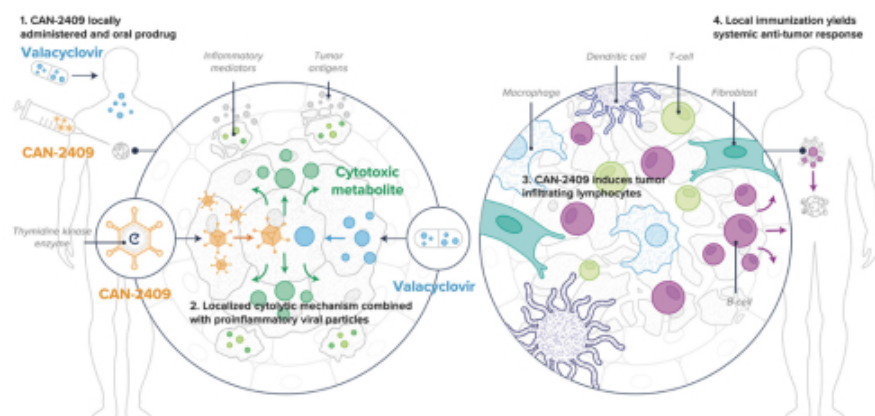 1. CAN-2409 locally
administered and oral prodrug
Valacyclovir
CAN-2409
Thymidine kinase
enzyme
CAN-2409
Inflammatory
mediators
Tumor
antigens
Cytotoxic
metabolite
Valacyclovir
2. Localized cytolytic mechanism combined
with proinflammatory viral particles
Macrophage
Dendritic cell
T-cell
Fibroblast
3. CAN-2409 induces tumor
infiltrating lymphocytes
B-cell
4. Local immunization yields
systemic anti-tumor response